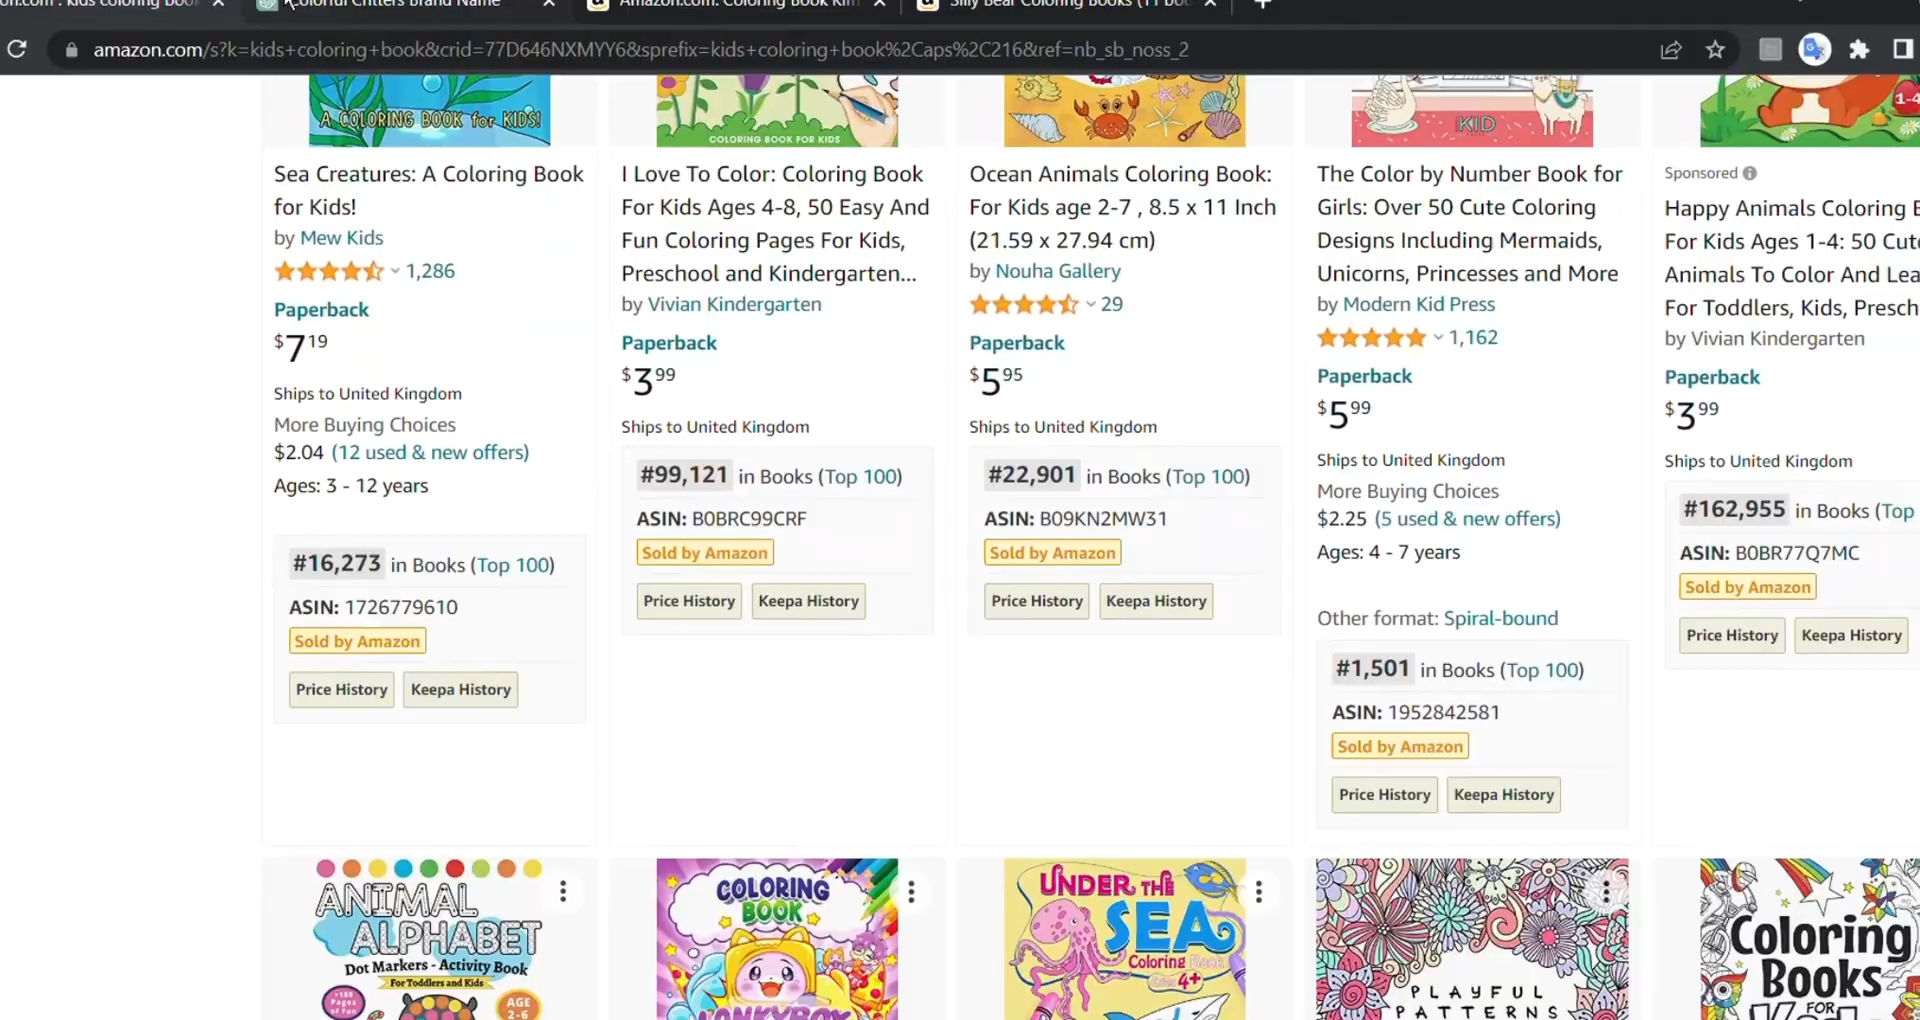 amazon.com/s?k=kids+coloring+book&crid=77D646NXMYY6&sprefix=kids+coloring+book%2Caps%2C216&ref=nb_sb_noss_2
A COLORING BOOK for KIDS!
COLORING BOOK FOR KIDS
KID
1-4
Sea Creatures: A Coloring Book
for Kids!
by Mew Kids
1,286
Paperback
$719
Ships to United Kingdom
More Buying Choices
$2.04 (12 used & new offers)
Ages: 3 - 12 years
#16,273 in Books (Top 100)
ASIN: 1726779610
Sold by Amazon
Price History
Keepa History
I Love To Color: Coloring Book
For Kids Ages 4-8, 50 Easy And
Fun Coloring Pages For Kids,
Preschool and Kindergarten...
by Vivian Kindergarten
Paperback
$399
Ships to United Kingdom
#99,121 in Books (Top 100)
ASIN: B0BRC99CRF
Sold by Amazon
Price History
Keepa History
Ocean Animals Coloring Book:
For Kids age 2-7 , 8.5 x 11 Inch
(21.59 x 27.94 cm)
by Nouha Gallery
29
Paperback
$595
Ships to United Kingdom
#22,901 in Books (Top 100)
ASIN: B09KN2MW31
Sold by Amazon
Price History
Keepa History
The Color by Number Book for
Girls: Over 50 Cute Coloring
Designs Including Mermaids,
Unicorns, Princesses and More
by Modern Kid Press
1,162
Paperback
$599
Ships to United Kingdom
More Buying Choices
$2.25 (5 used & new offers)
Ages: 4 - 7 years
Other format: Spiral-bound
#1,501 in Books (Top 100)
ASIN: 1952842581
Sold by Amazon
Price History
Keepa History
Sponsored
Happy Animals Coloring
For Kids Ages 1-4: 50
Animals To Color And
For Toddlers, Kids,
by Vivian Kindergarten
Paperback
$399
Ships to United Kingdom
#162,955 in Books (Top
ASIN: B0BR77Q7MC
Sold by Amazon
Price History
Keepa History
ANIMAL
ALPHABET
Dot Markers - Activity Book
For Toddlers and Kids
AGE
2-6
COLORING
BOOK
UNDER THE
SEA
Coloring Book
4+
PLAYFUL
PATTERNS
Coloring
Books
FOR